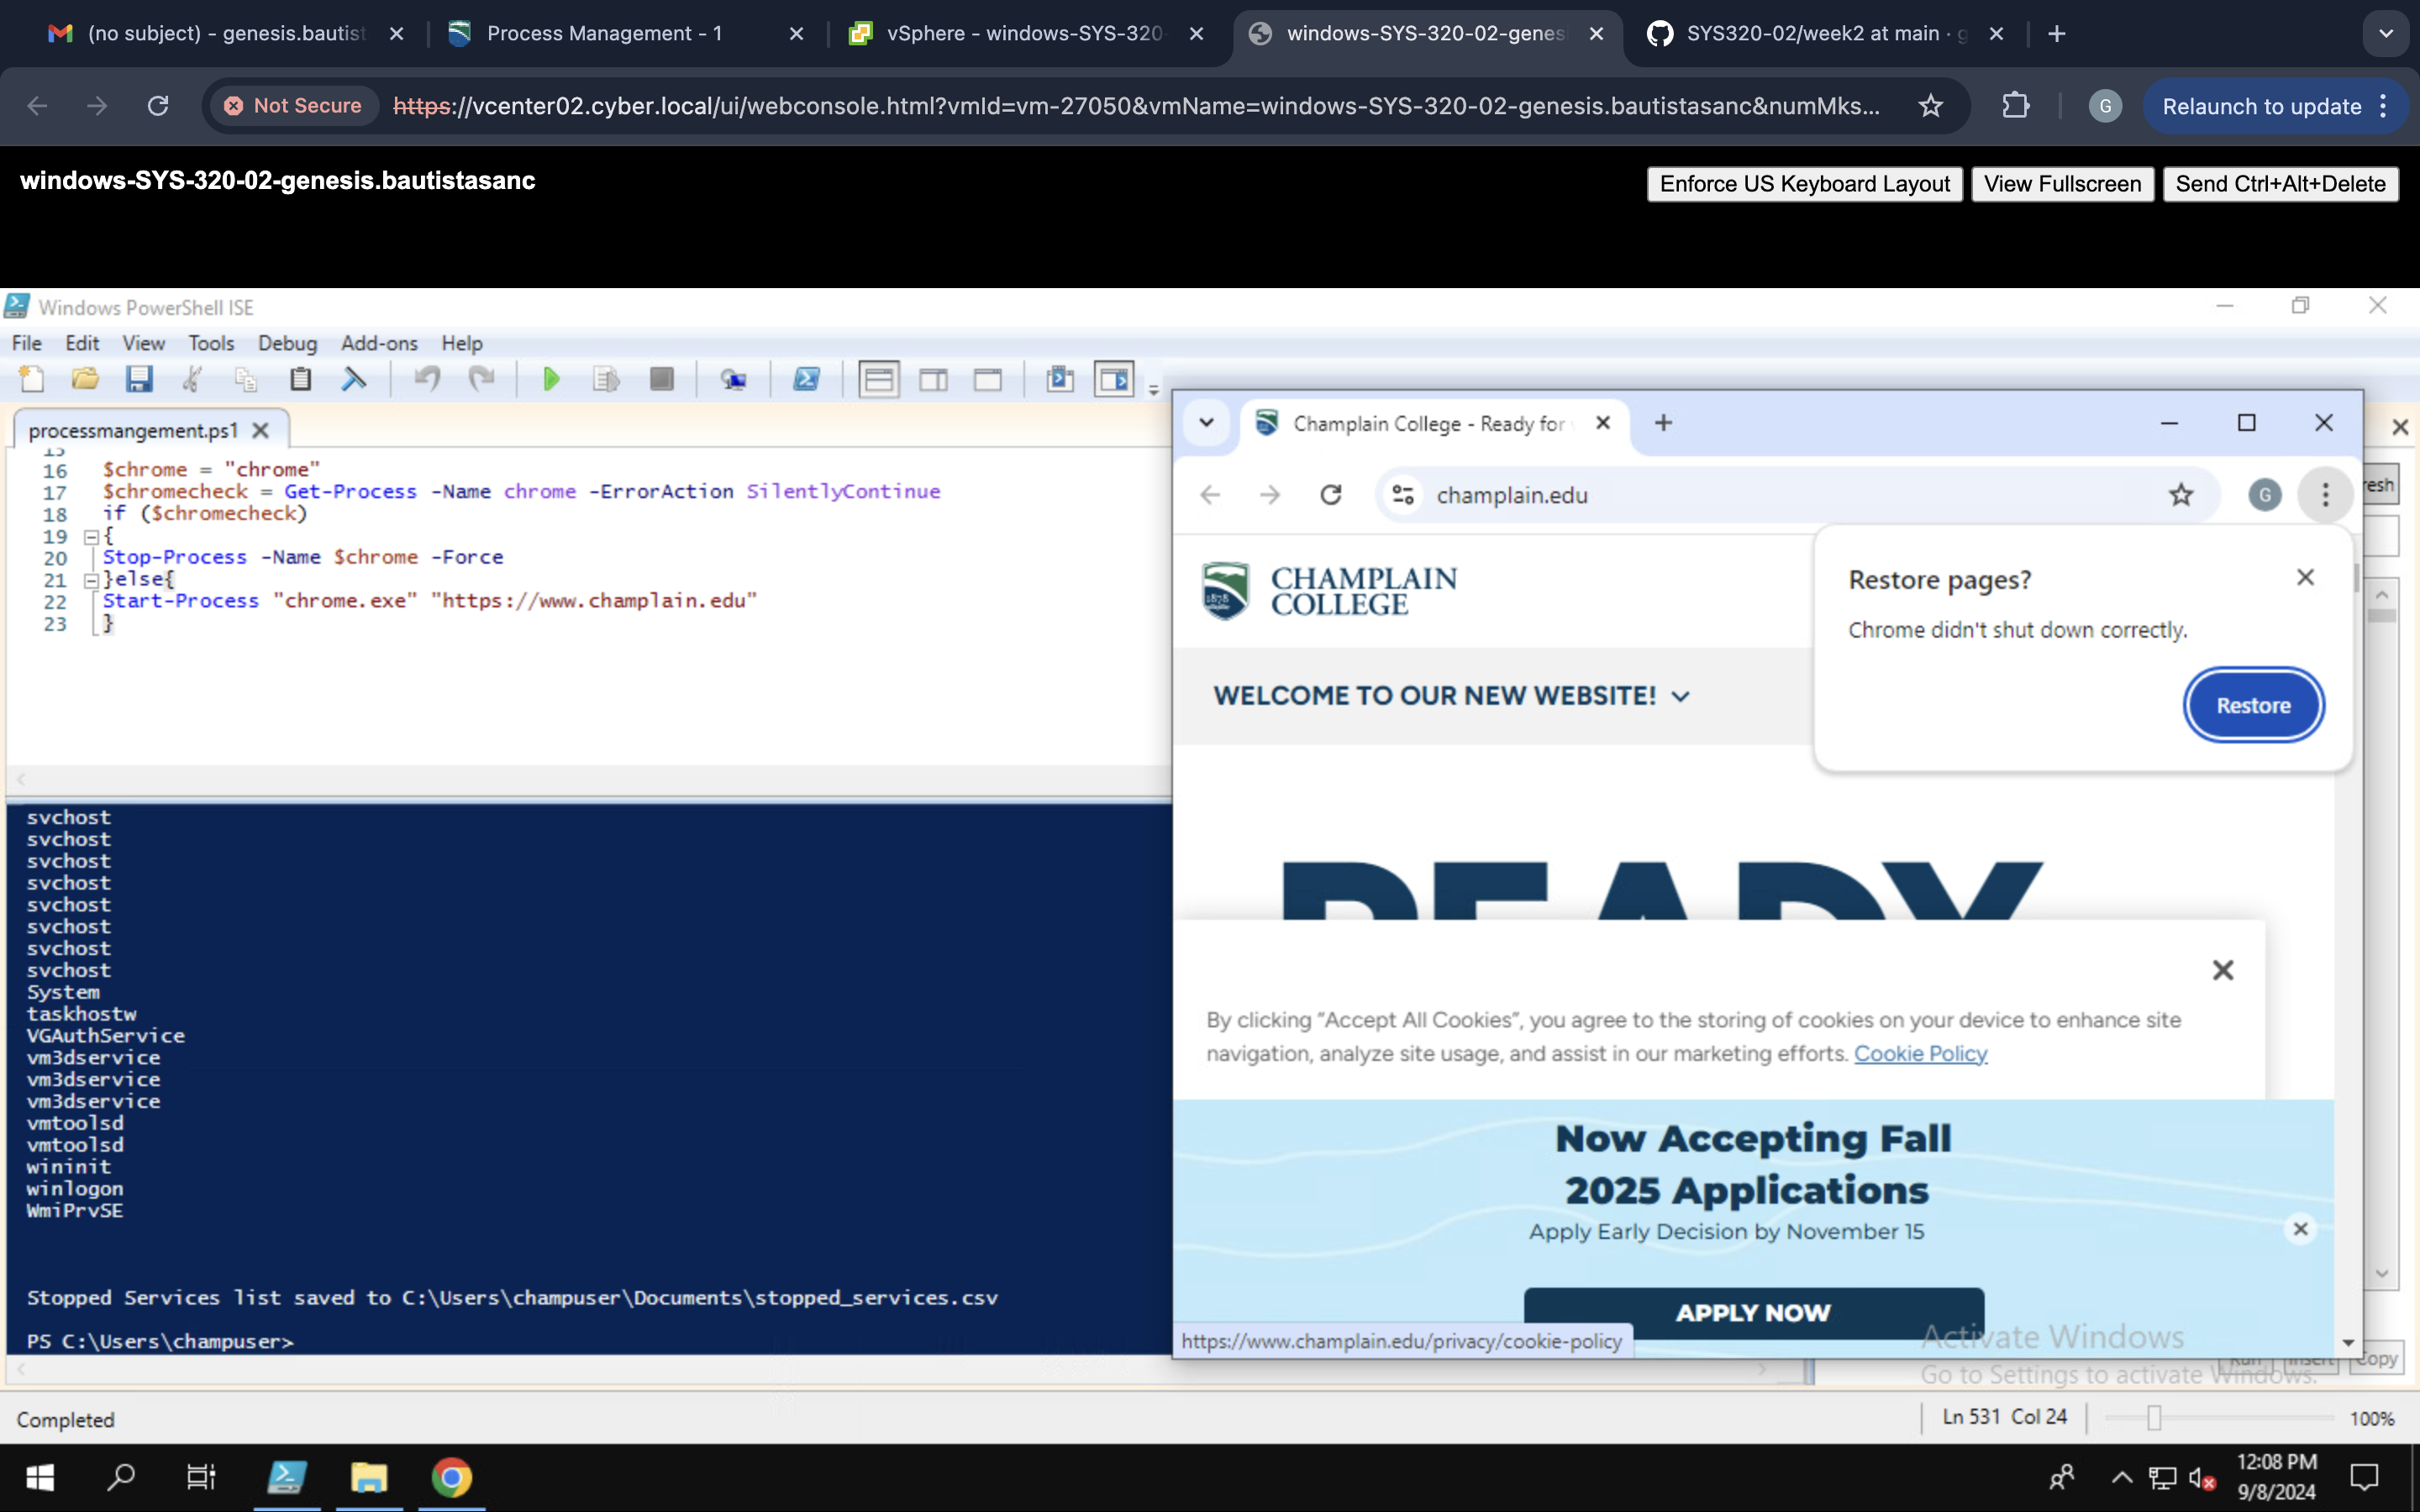 (no subject) - genesis.bautist
Process Management - 1
vSphere - windows-SYS-320-
windows-SYS-320-02-genes
SYS320-02/week2 at main · g
Not Secure
https://vcenter02.cyber.local/ui/webconsole.html?vmId=vm-27050&vmName=windows-SYS-320-02-genesis.bautistasanc&numMks...
G
Relaunch to update
windows-SYS-320-02-genesis.bautistasanc
Enforce US Keyboard Layout
View Fullscreen
Send Ctrl+Alt+Delete
Windows PowerShell ISE
File Edit View Tools Debug Add-ons Help
processmangement.ps1
15
16 $chrome = "chrome"
17 $chromecheck = Get-Process -Name chrome -ErrorAction SilentlyContinue
18 if ($chromecheck)
19 {
20 Stop-Process -Name $chrome -Force
21 }else{
22 Start-Process "chrome.exe" "https://www.champlain.edu"
23 }
svchost
svchost
svchost
svchost
svchost
svchost
svchost
svchost
System
taskhostw
VGAuthService
vm3dservice
vm3dservice
vm3dservice
vmtoolsd
vmtoolsd
wininit
winlogon
WmiPrvSE
Stopped Services list saved to C:\Users\champuser\Documents\stopped_services.csv
PS C:\Users\champuser>
Champlain College - Ready for
champlain.edu
G
resh
1878
CHAMPLAIN
COLLEGE
Restore pages?
Chrome didn't shut down correctly.
Restore
WELCOME TO OUR NEW WEBSITE!
READY
By clicking “Accept All Cookies”, you agree to the storing of cookies on your device to enhance site
navigation, analyze site usage, and assist in our marketing efforts. Cookie Policy
Now Accepting Fall
2025 Applications
Apply Early Decision by November 15
APPLY NOW
https://www.champlain.edu/privacy/cookie-policy
Activate Windows
Go to Settings to activate Windows.
Run Insert Copy
Completed
Ln 531 Col 24
100%
12:08 PM
9/8/2024